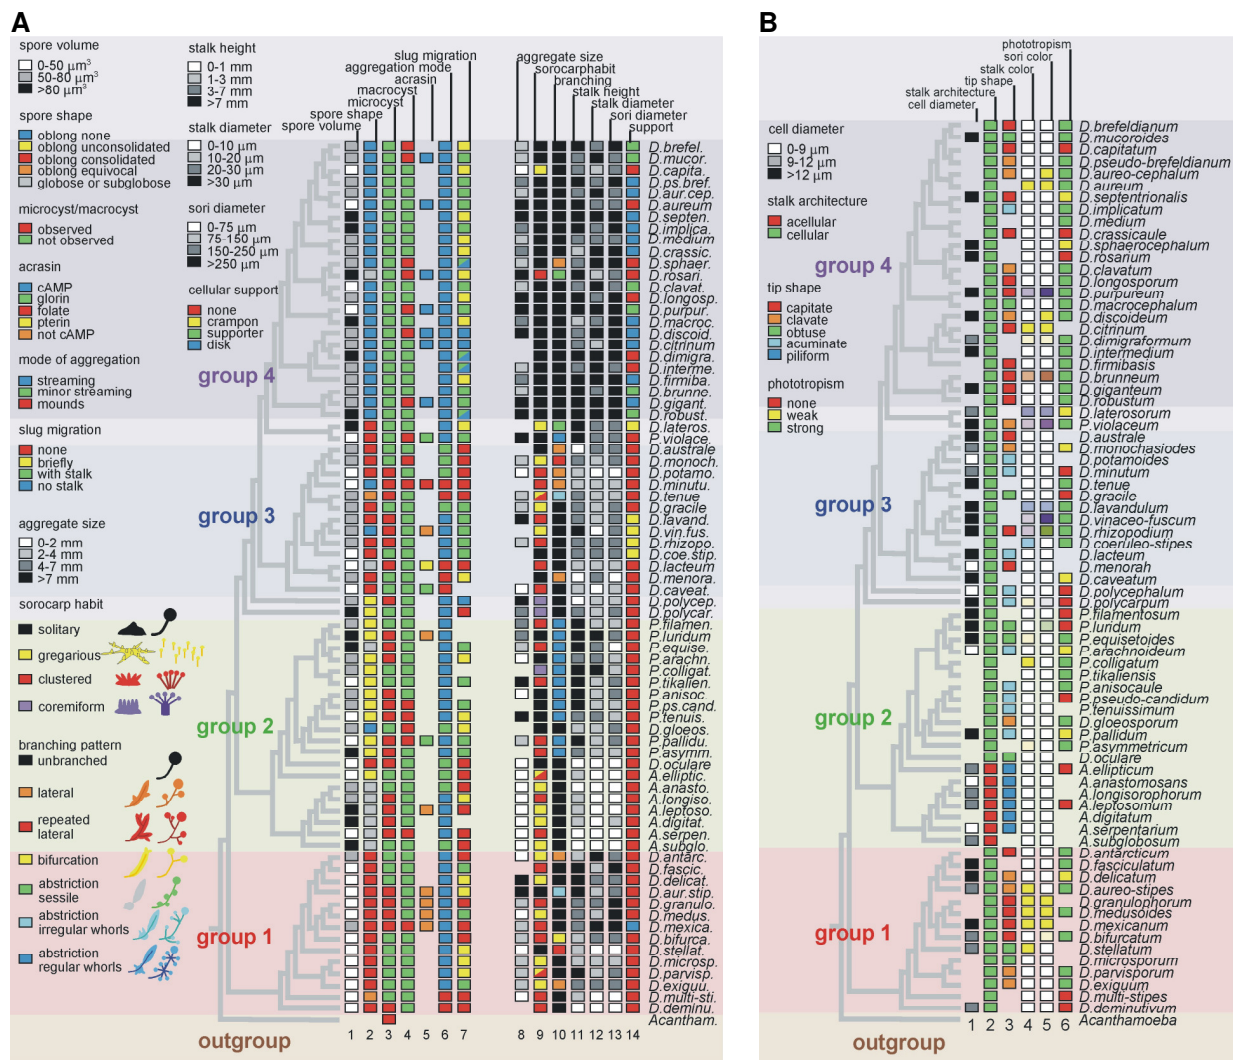 A
spore volume
0-50 µm³
50-80 µm³
>80 µm³
spore shape
oblong none
oblong unconsolidated
oblong consolidated
oblong equivocal
globose or subglobose
microcyst/macrocyst
observed
not observed
acrasin
cAMP
glorin
folate
pterin
not cAMP
mode of aggregation
streaming
minor streaming
mounds
slug migration
none
briefly
with stalk
no stalk
aggregate size
0-2 mm
2-4 mm
4-7 mm
>7 mm
sorocarp habit
solitary
gregarious
clustered
coremiform
branching pattern
unbranched
lateral
repeated
lateral
bifurcation
abstriction
sessile
abstriction
irregular whorls
abstriction
regular whorls
stalk height
0-1 mm
1-3 mm
3-7 mm
>7 mm
stalk diameter
0-10 µm
10-20 µm
20-30 µm
>30 µm
sori diameter
0-75 µm
75-150 µm
150-250 µm
>250 µm
cellular support
none
crampon
supporter
disk
slug migration
aggregation mode
acrasin
macrocyst
microcyst
spore shape
spore volume
aggregate size
sorocarphabit
branching
stalk height
stalk diameter
sori diameter
support
group 4
group 3
group 2
group 1
outgroup
D.brefel.
D.mucor.
D.capita.
D.ps.bref.
D.aur.cep.
D.aureum
D.septen.
D.implica.
D.medium
D.crassic.
D.sphaer.
D.rosari.
D.clavat.
D.longosp.
D.purpur.
D.macroc.
D.discoid.
D.citrinum
D.dimigra.
D.interme.
D.firmiba.
D.brunne.
D.gigant.
D.robust.
D.lateros.
P.violace.
D.australe
D.monoch.
D.potamo.
D.minutu.
D.tenue
D.gracile
D.lavand.
D.vin.fus.
D.rhizopo.
D.coe.stip.
D.lacteum
D.menora.
D.caveat.
D.polycep.
D.polycar.
P.filamen.
P.luridum
P.equise.
P.arachn.
P.colligat.
P.tikalien.
P.anisoc.
P.ps.cand.
P.tenuis.
D.gloeos.
P.pallidu.
P.asymm.
D.oculare
A.elliptic.
A.anasto.
A.longiso.
A.leptoso.
A.digitat.
A.serpen.
A.subglo.
D.antarc.
D.fascic.
D.delicat.
D.aur.stip.
D.granulo.
D.medus.
D.mexica.
D.bifurca.
D.stellat.
D.microsp.
D.parvisp.
D.exiguu.
D.multi-sti.
D.deminu.
Acantham.
1 2 3 4 5 6 7 8 9 10 11 12 13 14
B
cell diameter
0-9 µm
9-12 µm
>12 µm
stalk architecture
acellular
cellular
tip shape
capitate
clavate
obtuse
acuminate
piliform
phototropism
none
weak
strong
phototropism
sori color
stalk color
tip shape
stalk architecture
cell diameter
group 4
group 3
group 2
group 1
D.brefeldianum
D.mucoroides
D.capitatum
D.pseudo-brefeldianum
D.aureo-cephalum
D.aureum
D.septentrionalis
D.implicatum
D.medium
D.crassicaule
D.sphaerocephalum
D.rosarium
D.clavatum
D.longosporum
D.purpureum
D.macrocephalum
D.discoideum
D.citrinum
D.dimigraformum
D.intermedium
D.firmibasis
D.brunneum
D.giganteum
D.robustum
D.laterosorum
P.violaceum
D.australe
D.monochasiodes
D.potamoides
D.minutum
D.tenue
D.gracile
D.lavandulum
D.vinaceo-fuscum
D.rhizopodium
D.coeruleo-stipes
D.lacteum
D.menorah
D.caveatum
D.polycephalum
D.polycarpum
P.filamentosum
P.luridum
P.equisetoides
P.arachnoideum
P.colligatum
P.tikaliensis
P.anisocaule
P.pseudo-candidum
P.tenuissimum
D.gloeosporum
P.pallidum
P.asymmetricum
D.oculare
A.ellipticum
A.anastomosans
A.longisorophorum
A.leptosomum
A.digitatum
A.serpentarium
A.subglobosum
D.antarcticum
D.fasciculatum
D.delicatum
D.aureo-stipes
D.granulophorum
D.medusoides
D.mexicanum
D.bifurcatum
D.stellatum
D.microsporum
D.parvisporum
D.exiguum
D.multi-stipes
D.deminutivum
Acanthamoeba
1 2 3 4 5 6
outgroup